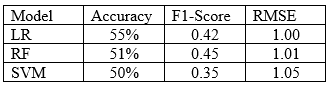 Model Accuracy F1-Score RMSE
LR 55% 0.42 1.00
RF 51% 0.45 1.01
SVM 50% 0.35 1.05